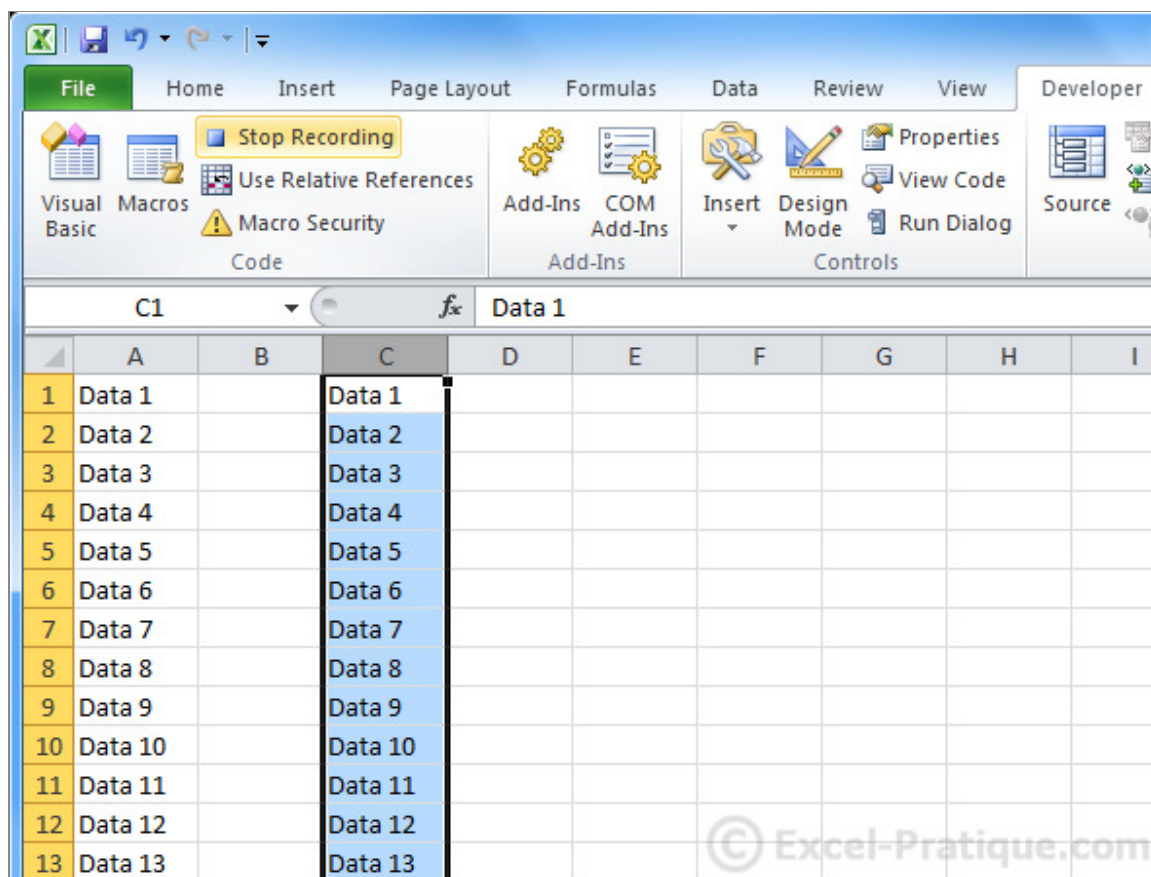 File Home Insert Page Layout Formulas Data Review View Developer
Stop Recording
Use Relative References
Macro Security
Visual Basic
Macros
Code
Add-Ins
COM Add-Ins
Add-Ins
Insert
Design Mode
Properties
View Code
Run Dialog
Controls
Source
C1 fx Data 1
A B C D E F G H I
1 Data 1 Data 1
2 Data 2 Data 2
3 Data 3 Data 3
4 Data 4 Data 4
5 Data 5 Data 5
6 Data 6 Data 6
7 Data 7 Data 7
8 Data 8 Data 8
9 Data 9 Data 9
10 Data 10 Data 10
11 Data 11 Data 11
12 Data 12 Data 12
13 Data 13 Data 13
© Excel-Pratique.com